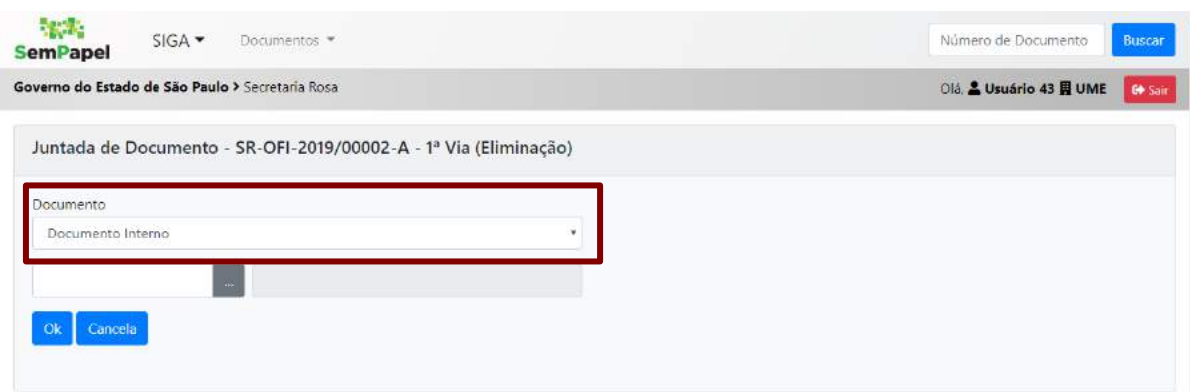 SemPapel
SIGA Documentos Número de Documento Buscar
Governo do Estado de São Paulo > Secretaria Rosa Olá, Usuário 43 UME Sair
Juntada de Documento - SR-OFI-2019/00002-A - 1ª Via (Eliminação)
Documento
Documento Interno
...
Ok Cancela